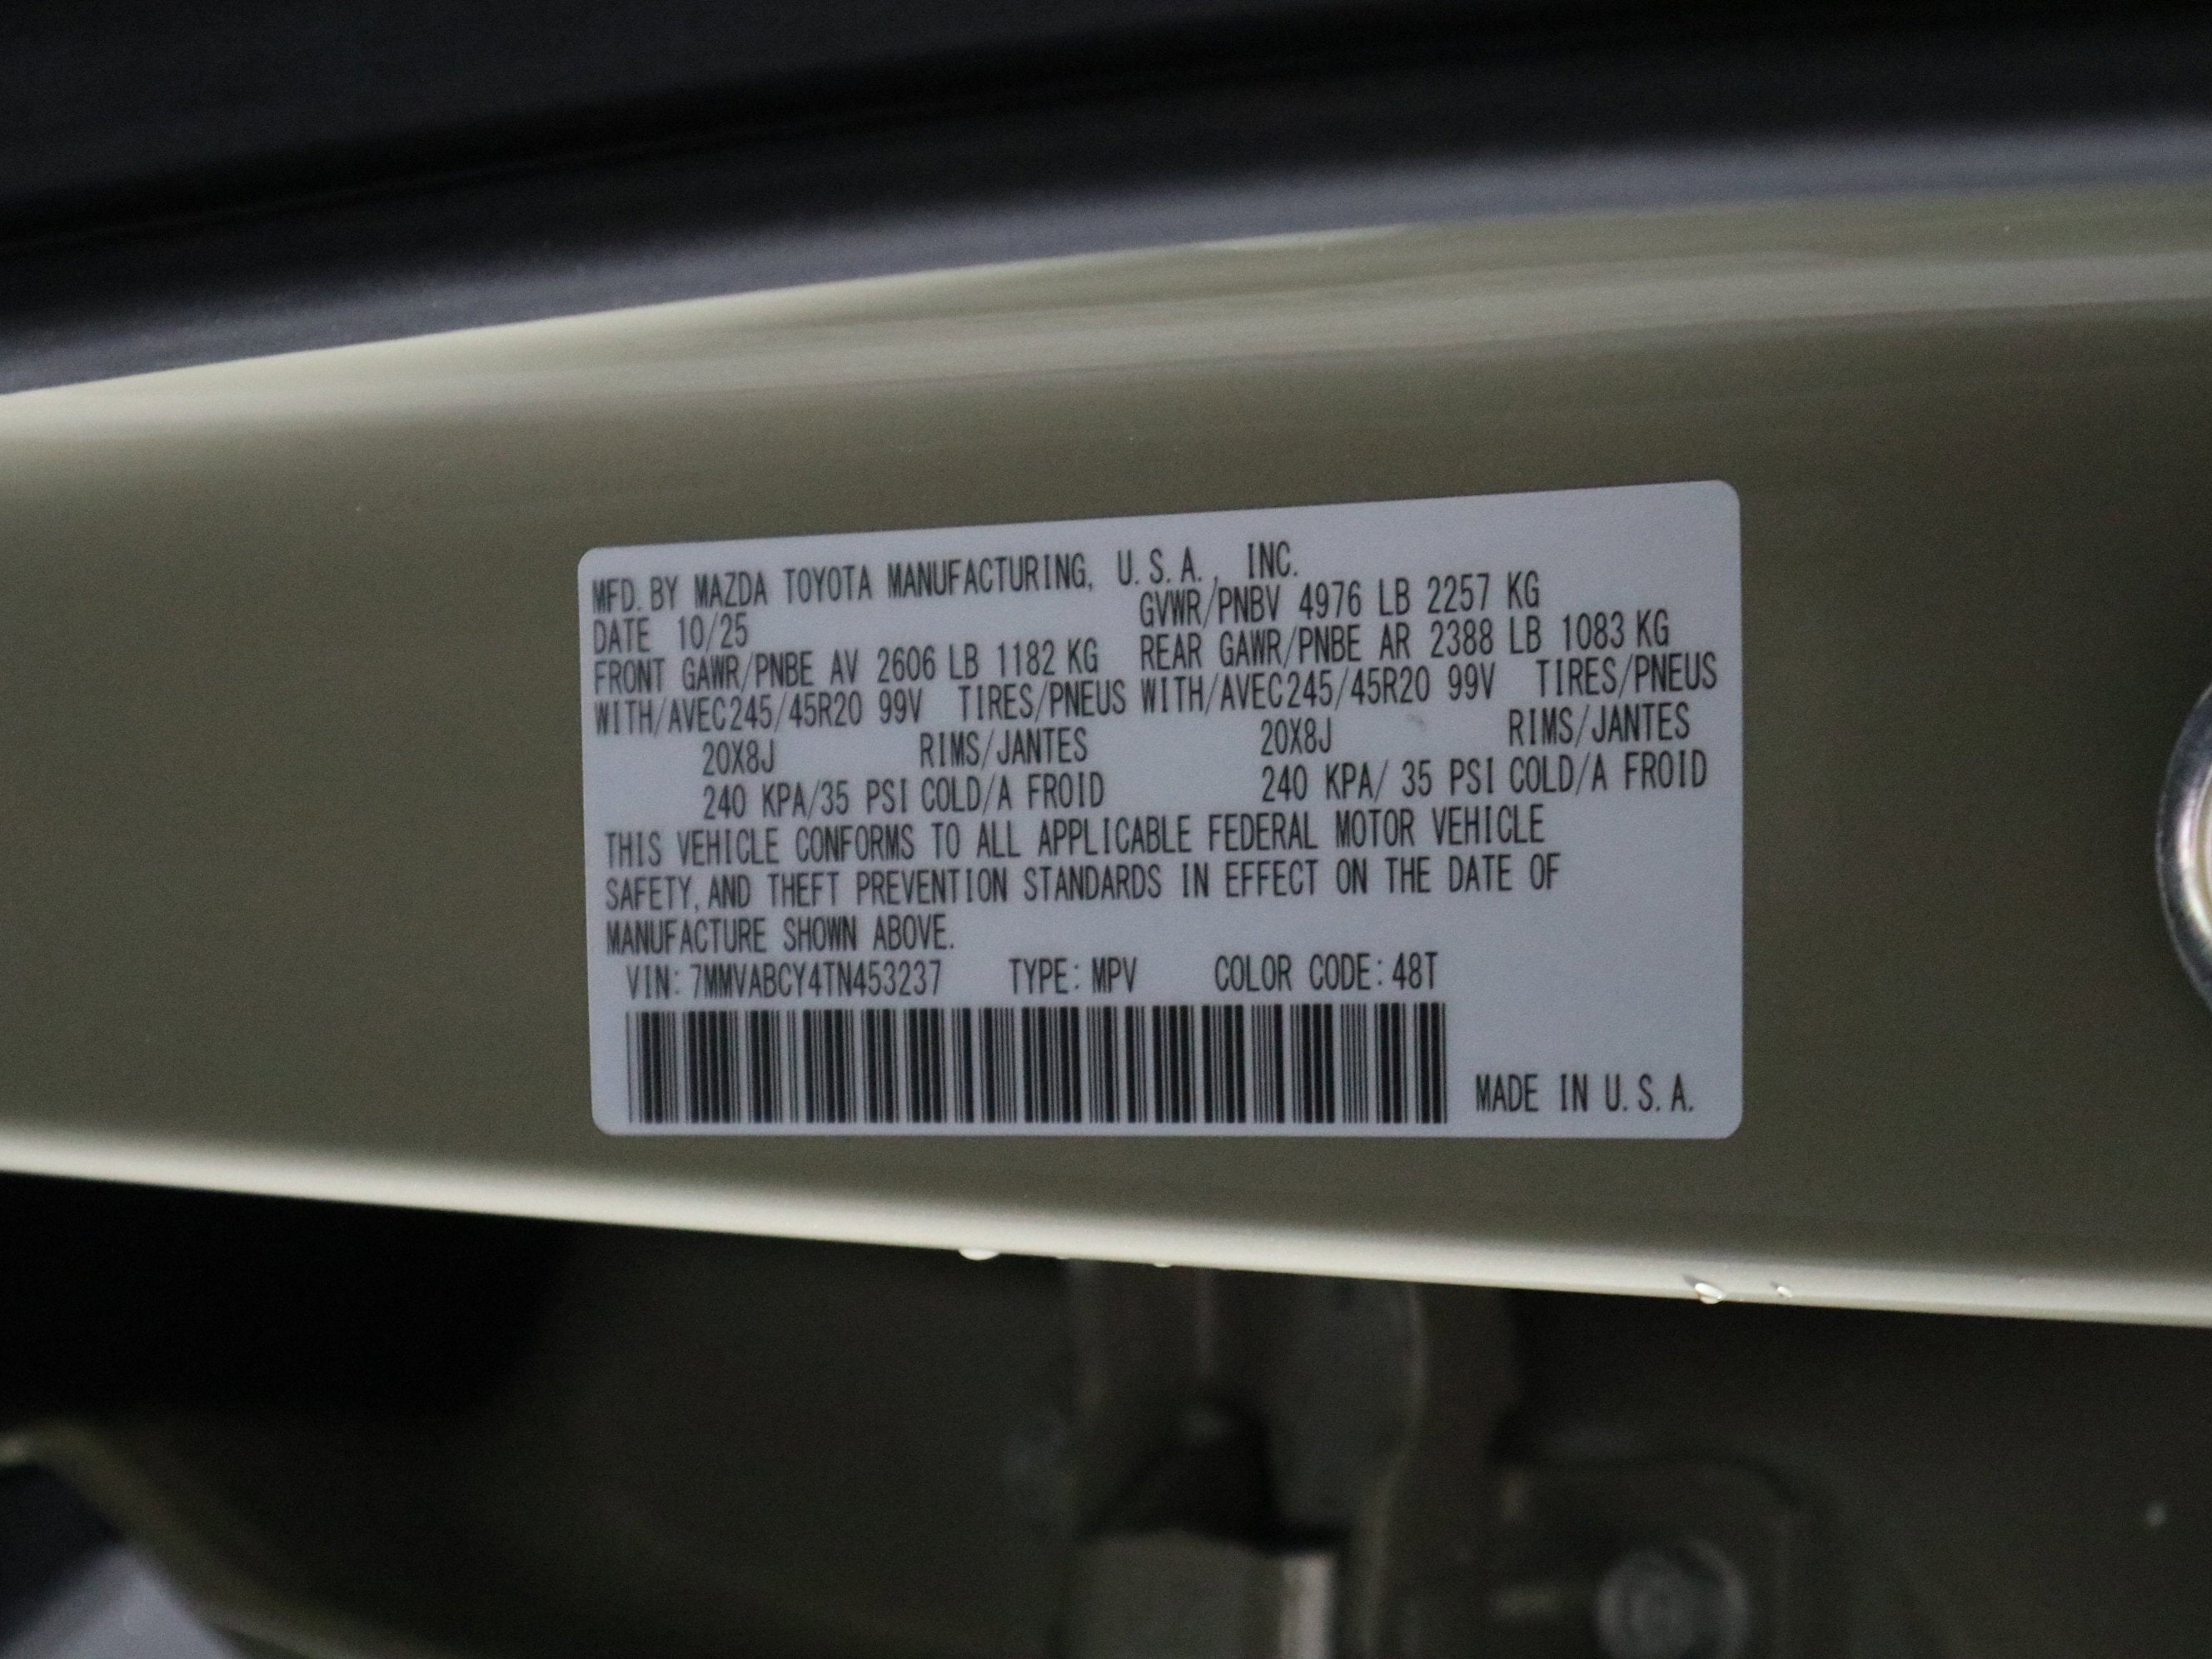 MFD. BY MAZDA TOYOTA MANUFACTURING, U.S.A., INC.
DATE 10/25 GVWR/PNBV 4976 LB 2257 KG
FRONT GAWR/PNBE AV 2606 LB 1182 KG REAR GAWR/PNBE AR 2388 LB 1083 KG
WITH/AVEC245/45R20 99V TIRES/PNEUS WITH/AVEC245/45R20 99V TIRES/PNEUS
20X8J RIMS/JANTES 20X8J RIMS/JANTES
240 KPA/35 PSI COLD/A FROID 240 KPA/ 35 PSI COLD/A FROID
THIS VEHICLE CONFORMS TO ALL APPLICABLE FEDERAL MOTOR VEHICLE
SAFETY, AND THEFT PREVENTION STANDARDS IN EFFECT ON THE DATE OF
MANUFACTURE SHOWN ABOVE.
VIN: 7MMVABCY4TN453237 TYPE: MPV COLOR CODE: 48T
MADE IN U.S.A.